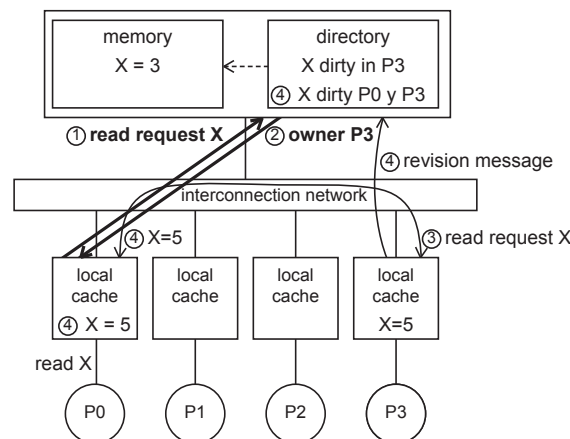 memory
X = 3
directory
X dirty in P3
④ X dirty P0 y P3
① read request X
② owner P3
④ revision message
interconnection network
④ X=5
③ read request X
local
cache
④ X = 5
local
cache
local
cache
local
cache
X=5
read X
P0
P1
P2
P3